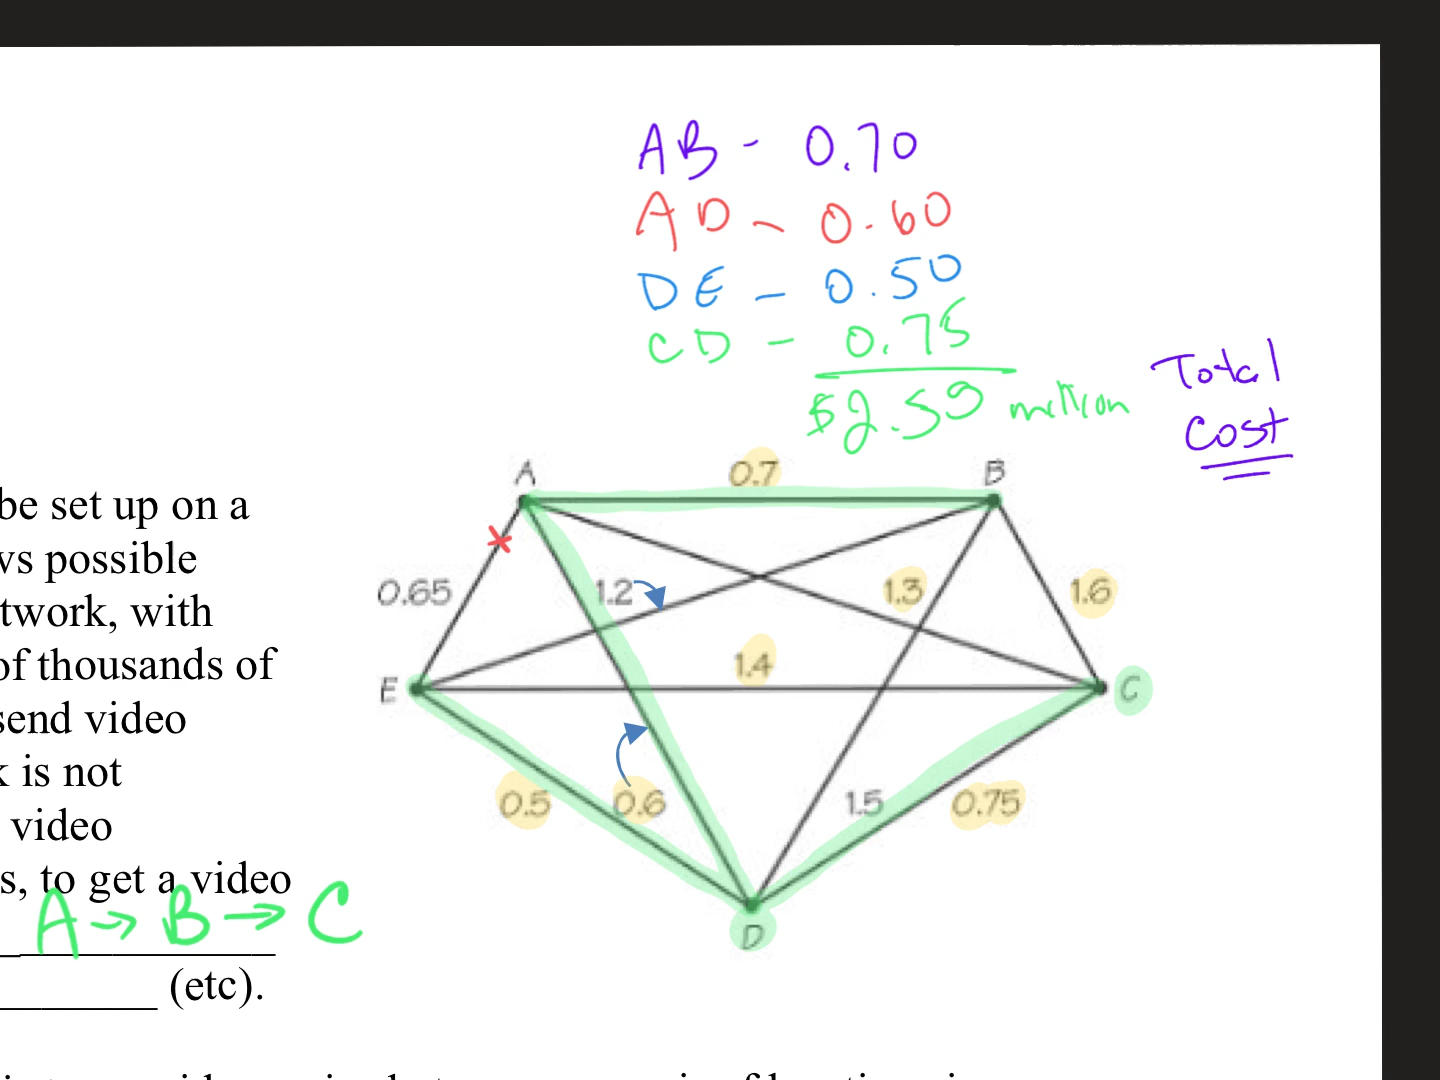 AB - 0.70
AD - 0.60
DE - 0.50
CD - 0.75
$2.59 million
Total
Cost
A 0.7 B
be set up on a
ws possible
0.65 1.2 1.3 1.6
twork, with
of thousands of
1.4
E C
send video
k is not
0.5 0.6 1.5 0.75
video
s, to get a video
A → B → C
D
(etc).